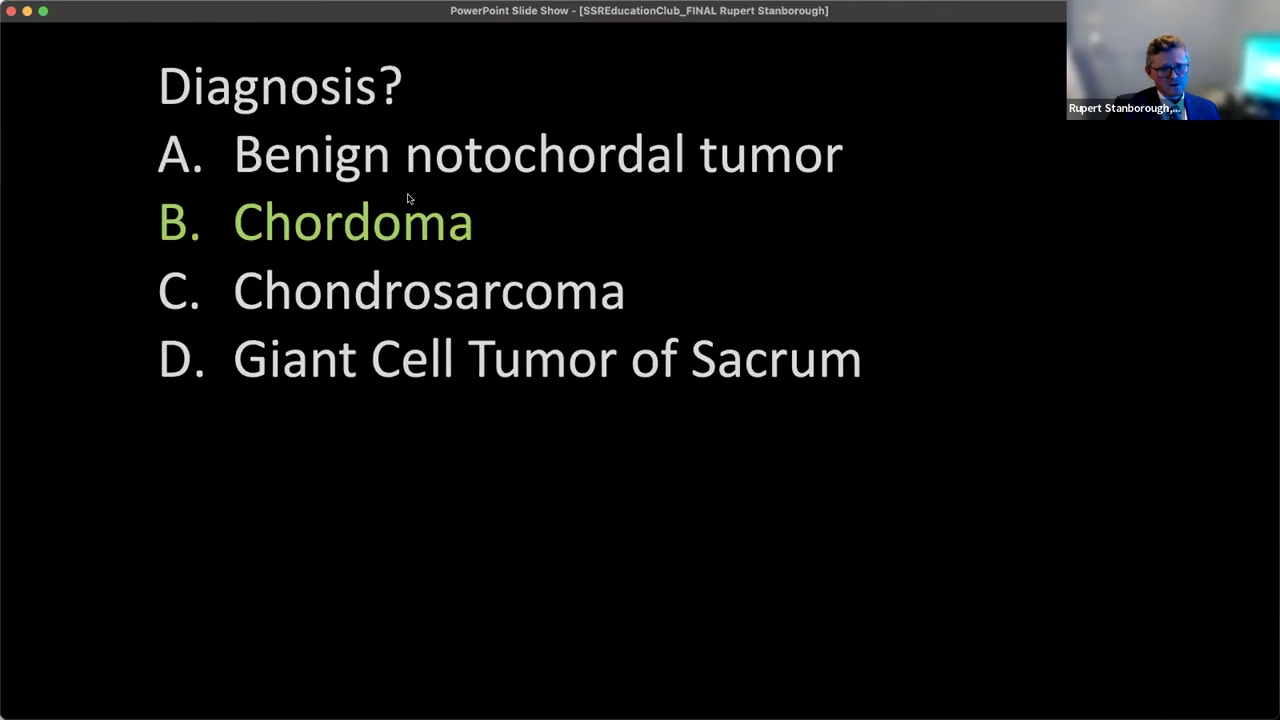 PowerPoint Slide Show - [SSREducationClub_FINAL Rupert Stanborough]
Rupert Stanborough,...
Diagnosis?
A. Benign notochordal tumor
B. Chordoma
C. Chondrosarcoma
D. Giant Cell Tumor of Sacrum